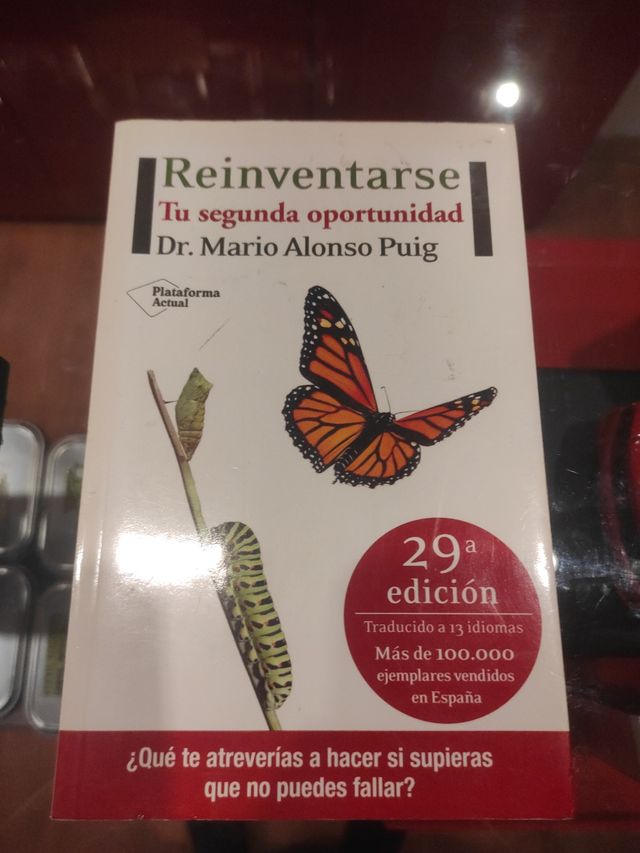 Reinventarse
Tu segunda oportunidad
Dr. Mario Alonso Puig
Plataforma
Actual
29ª
edición
Traducido a 13 idiomas
Más de 100.000
ejemplares vendidos
en España
¿Qué te atreverías a hacer si supieras
que no puedes fallar?